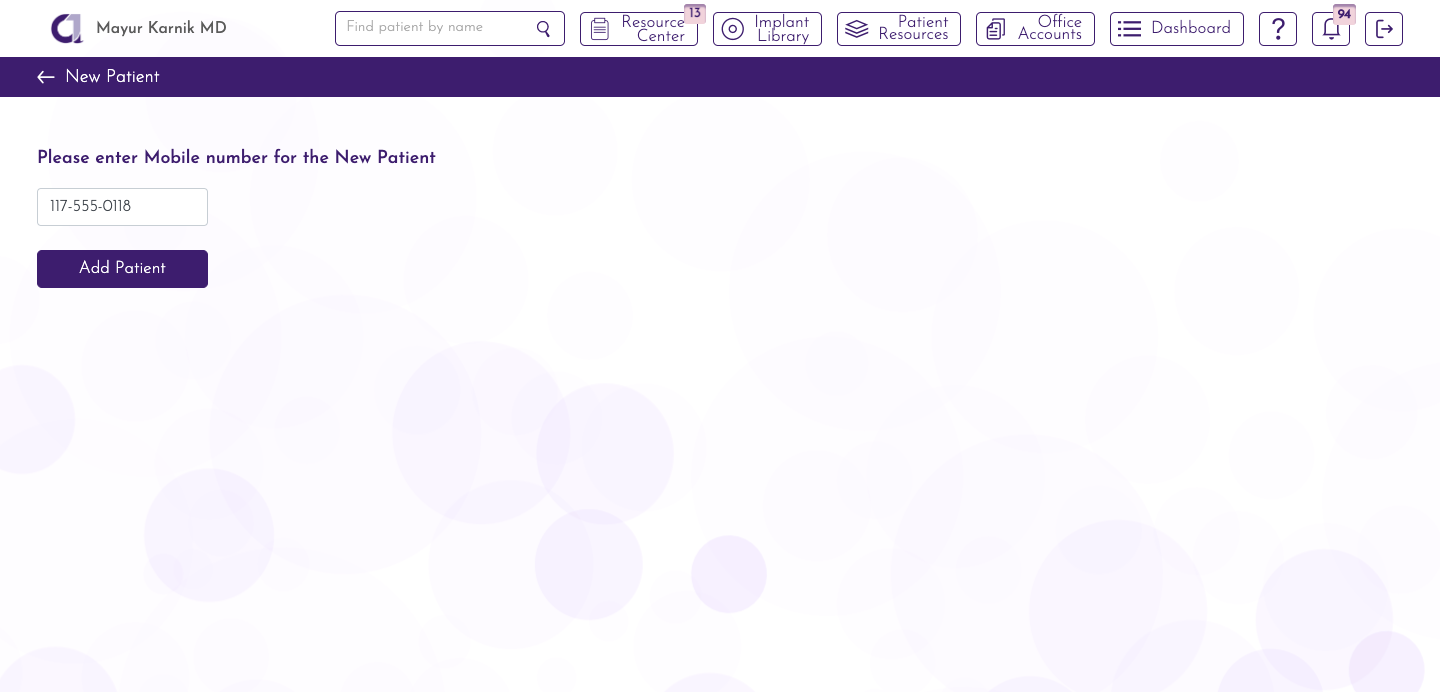 Mayur Karnik MD
Find patient by name
Resource Center
13
Implant Library
Patient Resources
Office Accounts
Dashboard
?
94
New Patient
Please enter Mobile number for the New Patient
117-555-0118
Add Patient